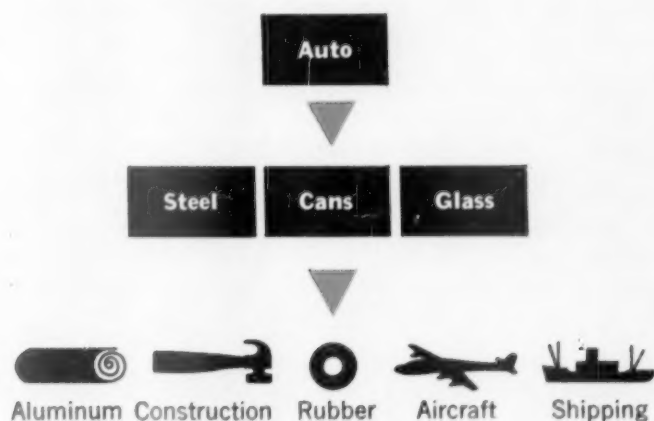 Auto
Steel Cans Glass
Aluminum Construction Rubber Aircraft Shipping